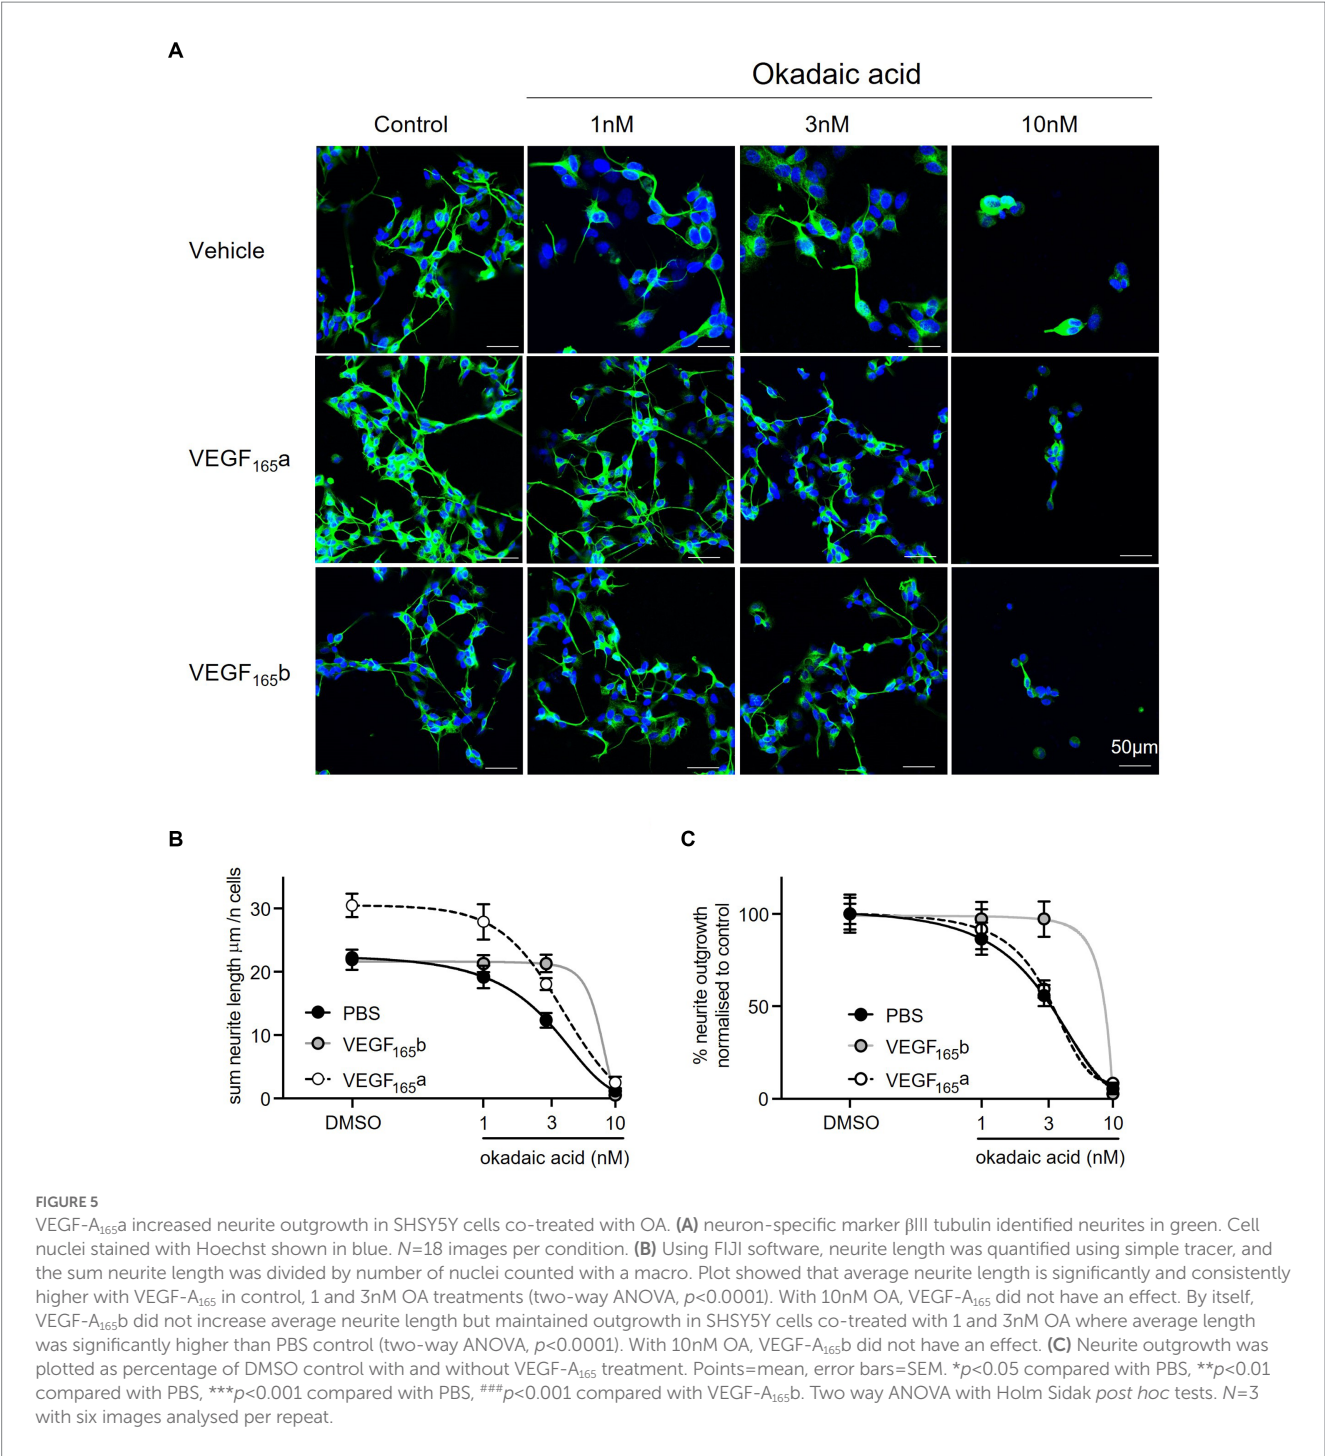 A
Okadaic acid
Control 1nM 3nM 10nM
Vehicle
VEGF165a
VEGF165b
50µm
B
sum neurite length µm /n cells
30
20
10
0
PBS
VEGF165b
VEGF165a
DMSO 1 3 10
okadaic acid (nM)
C
% neurite outgrowth
normalised to control
100
50
0
PBS
VEGF165b
VEGF165a
DMSO 1 3 10
okadaic acid (nM)
FIGURE 5
VEGF-A165a increased neurite outgrowth in SHSY5Y cells co-treated with OA. (A) neuron-specific marker βIII tubulin identified neurites in green. Cell
nuclei stained with Hoechst shown in blue. N=18 images per condition. (B) Using FIJI software, neurite length was quantified using simple tracer, and
the sum neurite length was divided by number of nuclei counted with a macro. Plot showed that average neurite length is significantly and consistently
higher with VEGF-A165 in control, 1 and 3nM OA treatments (two-way ANOVA, p<0.0001). With 10nM OA, VEGF-A165 did not have an effect. By itself,
VEGF-A165b did not increase average neurite length but maintained outgrowth in SHSY5Y cells co-treated with 1 and 3nM OA where average length
was significantly higher than PBS control (two-way ANOVA, p<0.0001). With 10nM OA, VEGF-A165b did not have an effect. (C) Neurite outgrowth was
plotted as percentage of DMSO control with and without VEGF-A165 treatment. Points=mean, error bars=SEM. *p<0.05 compared with PBS, **p<0.01
compared with PBS, ***p<0.001 compared with PBS, ###p<0.001 compared with VEGF-A165b. Two way ANOVA with Holm Sidak post hoc tests. N=3
with six images analysed per repeat.